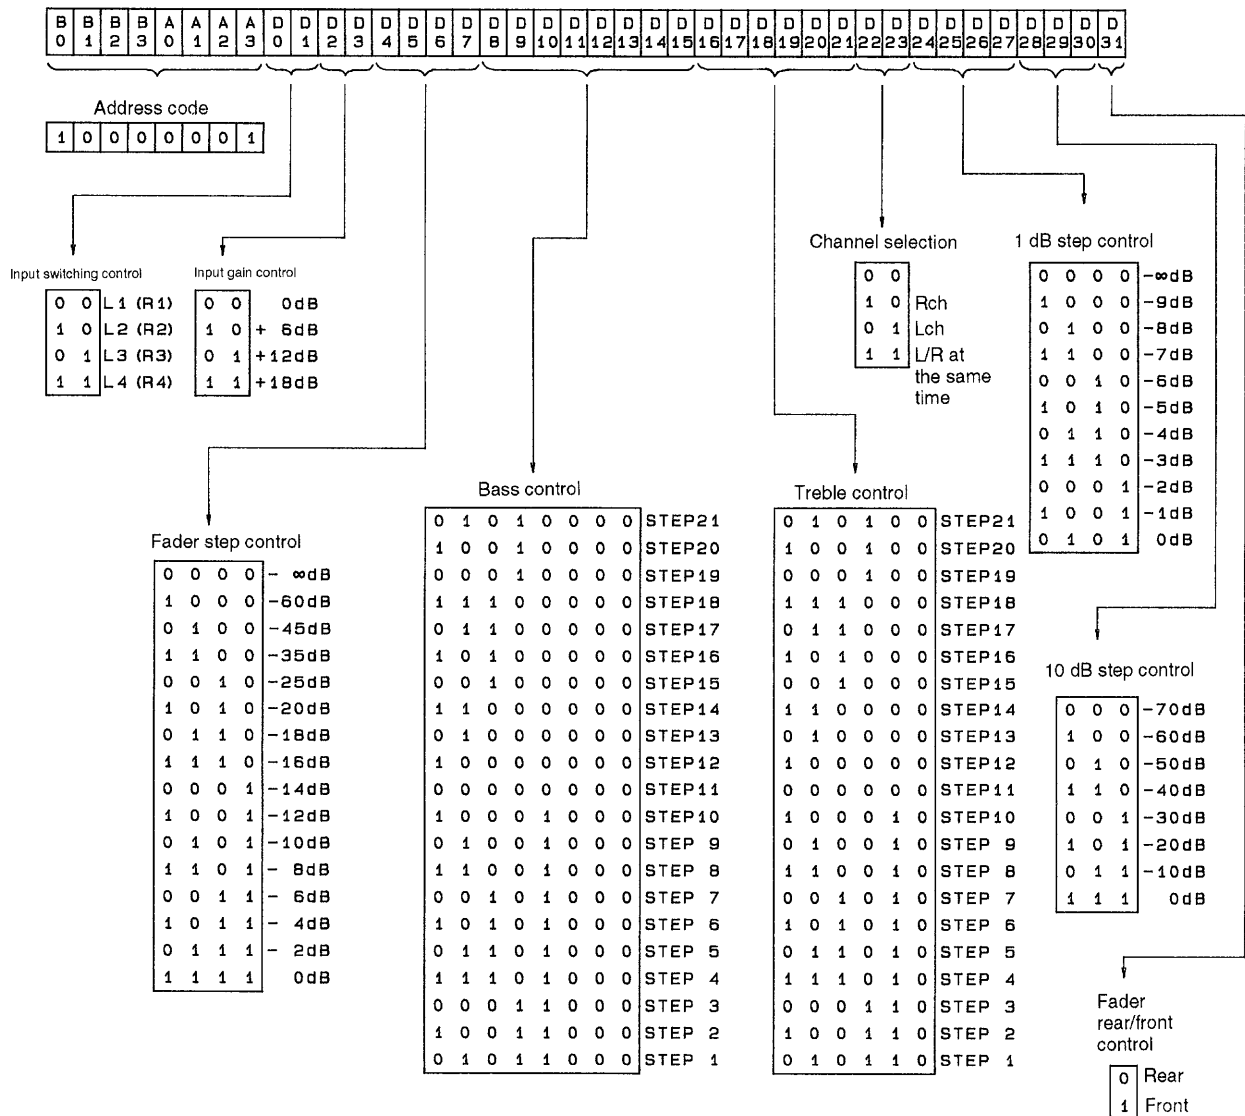 B0 B1 B2 B3 A0 A1 A2 A3 D0 D1 D2 D3 D4 D5 D6 D7 D8 D9 D10 D11 D12 D13 D14 D15 D16 D17 D18 D19 D20 D21 D22 D23 D24 D25 D26 D27 D28 D29 D30 D31
Address code
1 0 0 0 0 0 0 1
Input switching control
0 0 L1 (R1)
1 0 L2 (R2)
0 1 L3 (R3)
1 1 L4 (R4)
Input gain control
0 0 0dB
1 0 + 6dB
0 1 +12dB
1 1 +18dB
Channel selection
0 0
1 0 Rch
0 1 Lch
1 1 L/R at
the same
time
1 dB step control
0 0 0 0 -∞dB
1 0 0 0 -9dB
0 1 0 0 -8dB
1 1 0 0 -7dB
0 0 1 0 -6dB
1 0 1 0 -5dB
0 1 1 0 -4dB
1 1 1 0 -3dB
0 0 0 1 -2dB
1 0 0 1 -1dB
0 1 0 1 0dB
Fader step control
0 0 0 0 - ∞dB
1 0 0 0 -60dB
0 1 0 0 -45dB
1 1 0 0 -35dB
0 0 1 0 -25dB
1 0 1 0 -20dB
0 1 1 0 -18dB
1 1 1 0 -16dB
0 0 0 1 -14dB
1 0 0 1 -12dB
0 1 0 1 -10dB
1 1 0 1 - 8dB
0 0 1 1 - 6dB
1 0 1 1 - 4dB
0 1 1 1 - 2dB
1 1 1 1 0dB
Bass control
0 1 0 1 0 0 0 0 STEP21
1 0 0 1 0 0 0 0 STEP20
0 0 0 1 0 0 0 0 STEP19
1 1 1 0 0 0 0 0 STEP18
0 1 1 0 0 0 0 0 STEP17
1 0 1 0 0 0 0 0 STEP16
0 0 1 0 0 0 0 0 STEP15
1 1 0 0 0 0 0 0 STEP14
0 1 0 0 0 0 0 0 STEP13
1 0 0 0 0 0 0 0 STEP12
0 0 0 0 0 0 0 0 STEP11
1 0 0 0 1 0 0 0 STEP10
0 1 0 0 1 0 0 0 STEP 9
1 1 0 0 1 0 0 0 STEP 8
0 0 1 0 1 0 0 0 STEP 7
1 0 1 0 1 0 0 0 STEP 6
0 1 1 0 1 0 0 0 STEP 5
1 1 1 0 1 0 0 0 STEP 4
0 0 0 1 1 0 0 0 STEP 3
1 0 0 1 1 0 0 0 STEP 2
0 1 0 1 1 0 0 0 STEP 1
Treble control
0 1 0 1 0 0 STEP21
1 0 0 1 0 0 STEP20
0 0 0 1 0 0 STEP19
1 1 1 0 0 0 STEP18
0 1 1 0 0 0 STEP17
1 0 1 0 0 0 STEP16
0 0 1 0 0 0 STEP15
1 1 0 0 0 0 STEP14
0 1 0 0 0 0 STEP13
1 0 0 0 0 0 STEP12
0 0 0 0 0 0 STEP11
1 0 0 0 1 0 STEP10
0 1 0 0 1 0 STEP 9
1 1 0 0 1 0 STEP 8
0 0 1 0 1 0 STEP 7
1 0 1 0 1 0 STEP 6
0 1 1 0 1 0 STEP 5
1 1 1 0 1 0 STEP 4
0 0 0 1 1 0 STEP 3
1 0 0 1 1 0 STEP 2
0 1 0 1 1 0 STEP 1
10 dB step control
0 0 0 -70dB
1 0 0 -60dB
0 1 0 -50dB
1 1 0 -40dB
0 0 1 -30dB
1 0 1 -20dB
0 1 1 -10dB
1 1 1 0dB
Fader
rear/front
control
0 Rear
1 Front